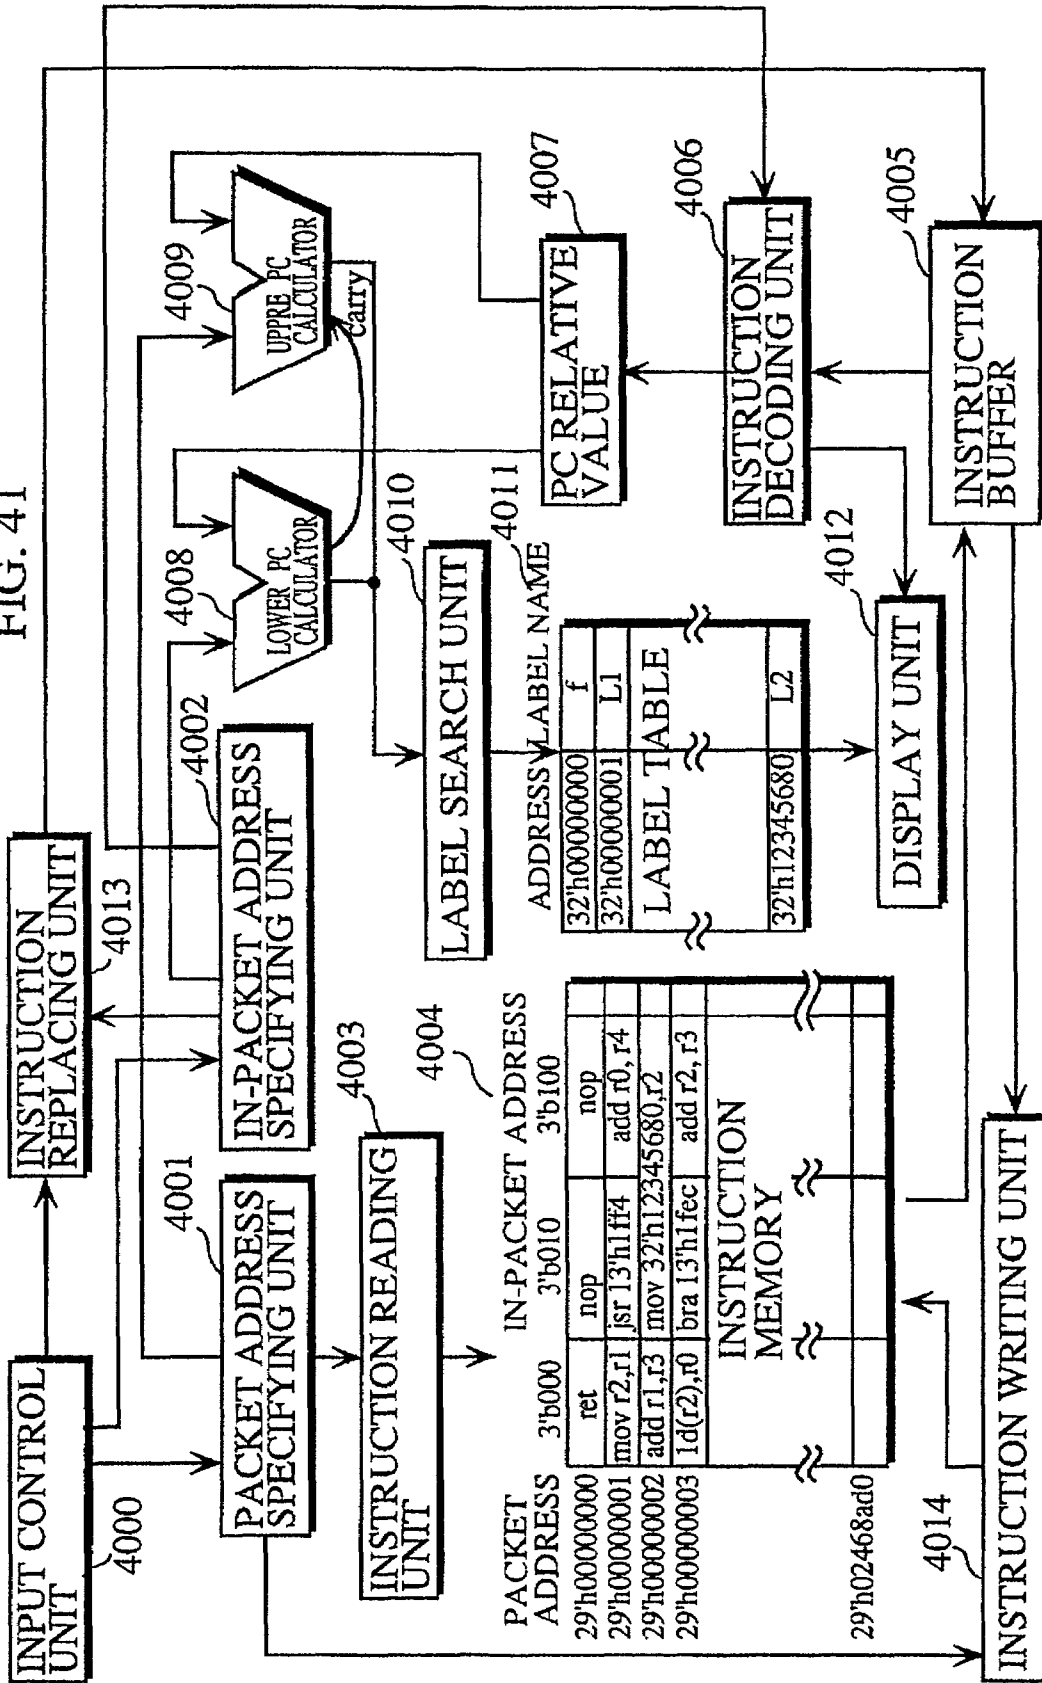 FIG. 41
INPUT CONTROL
UNIT
4000
INSTRUCTION
REPLACING UNIT
4013
PACKET ADDRESS
SPECIFYING UNIT
4001
IN-PACKET ADDRESS
SPECIFYING UNIT
4002
INSTRUCTION READING
UNIT
4003
LOWER PC
CALCULATOR
4008
UPPRE PC
CALCULATOR
4009
carry
LABEL SEARCH UNIT
4010
PC RELATIVE
VALUE
4007
PACKET
ADDRESS
IN-PACKET ADDRESS
4004
3'b000 3'b010 3'b100
29'h00000000 ret nop nop
29'h00000001 mov r2,r1 jsr 13'h1ff4 add r0, r4
29'h00000002 add r1,r3 mov 32'h12345680,r2
29'h00000003 1d(r2),r0 bra 13'h1fec add r2, r3
INSTRUCTION
MEMORY
29'h02468ad0
ADDRESS LABEL NAME
4011
32'h00000000 f
32'h00000001 L1
LABEL TABLE
32'h12345680 L2
INSTRUCTION
DECODING UNIT
4006
DISPLAY UNIT
4012
INSTRUCTION
BUFFER
4005
INSTRUCTION WRITING UNIT
4014